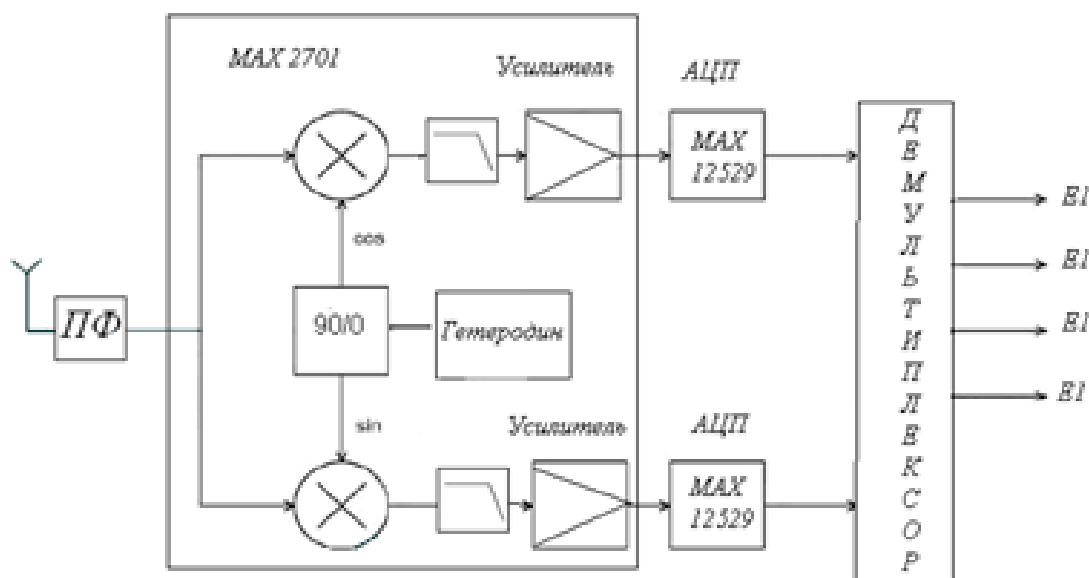 MAX 2701
Усилитель
АЦП
MAX
12529
cos
ПФ
90/0
Гетеродин
sin
Усилитель
АЦП
MAX
12529
ДЕМУЛЬТИПЛЕКСОР
E1
E1
E1
E1